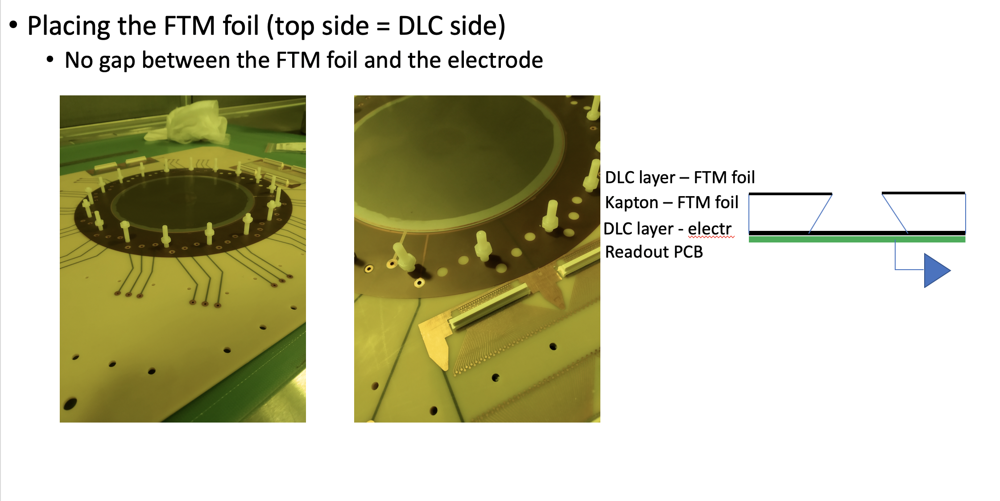 • Placing the FTM foil (top side = DLC side)
• No gap between the FTM foil and the electrode
DLC layer – FTM foil
Kapton – FTM foil
DLC layer - electr
Readout PCB